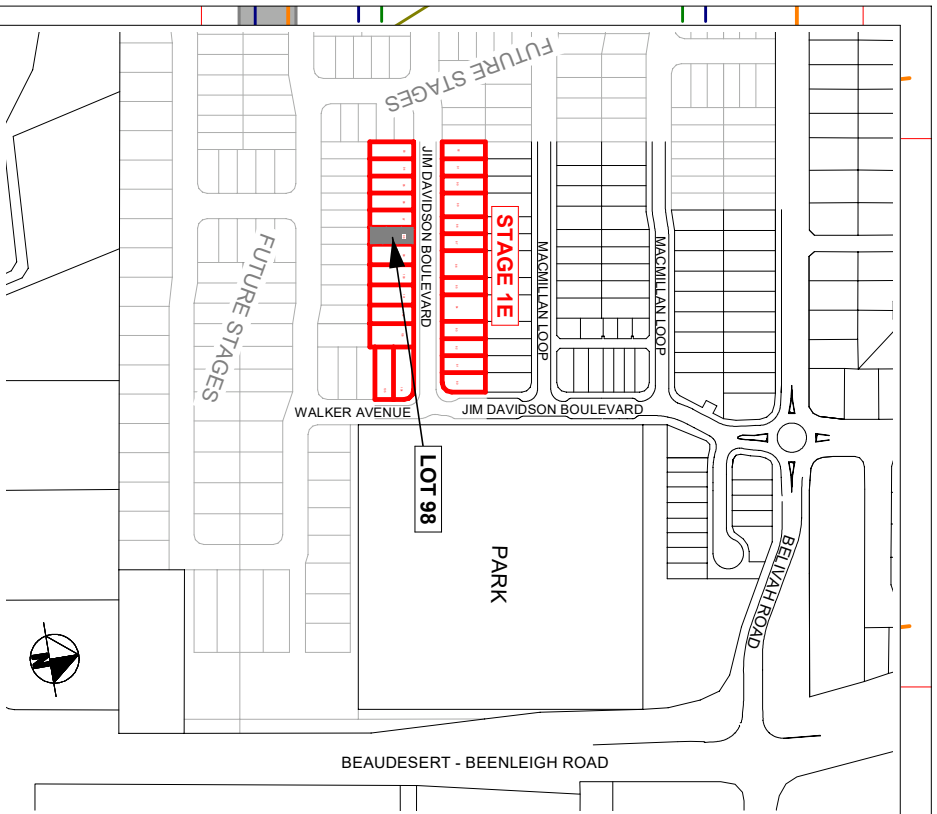 FUTURE STAGES
JIM DAVIDSON BOULEVARD
STAGE 1E
MACMILLAN LOOP
MACMILLAN LOOP
FUTURE STAGES
WALKER AVENUE
JIM DAVIDSON BOULEVARD
LOT 98
PARK
BELIVAH ROAD
N
BEAUDESERT - BEENLEIGH ROAD